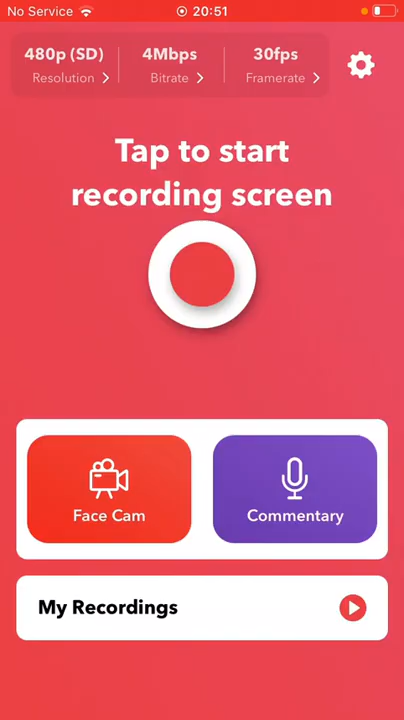 No Service 20:51
480p (SD) 4Mbps 30fps
Resolution Bitrate Framerate
Tap to start
recording screen
Face Cam Commentary
My Recordings